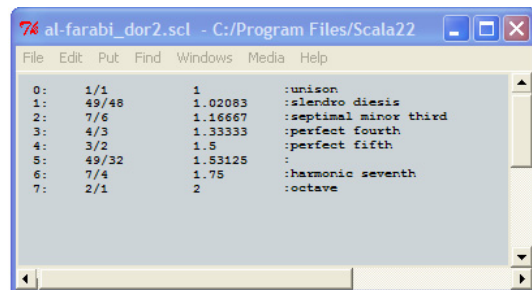 al-farabi_dor2.scl - C:/Program Files/Scala22
File Edit Put Find Windows Media Help
0: 1/1 1 :unison
1: 49/48 1.02083 :slendro diesis
2: 7/6 1.16667 :septimal minor third
3: 4/3 1.33333 :perfect fourth
4: 3/2 1.5 :perfect fifth
5: 49/32 1.53125 :
6: 7/4 1.75 :harmonic seventh
7: 2/1 2 :octave